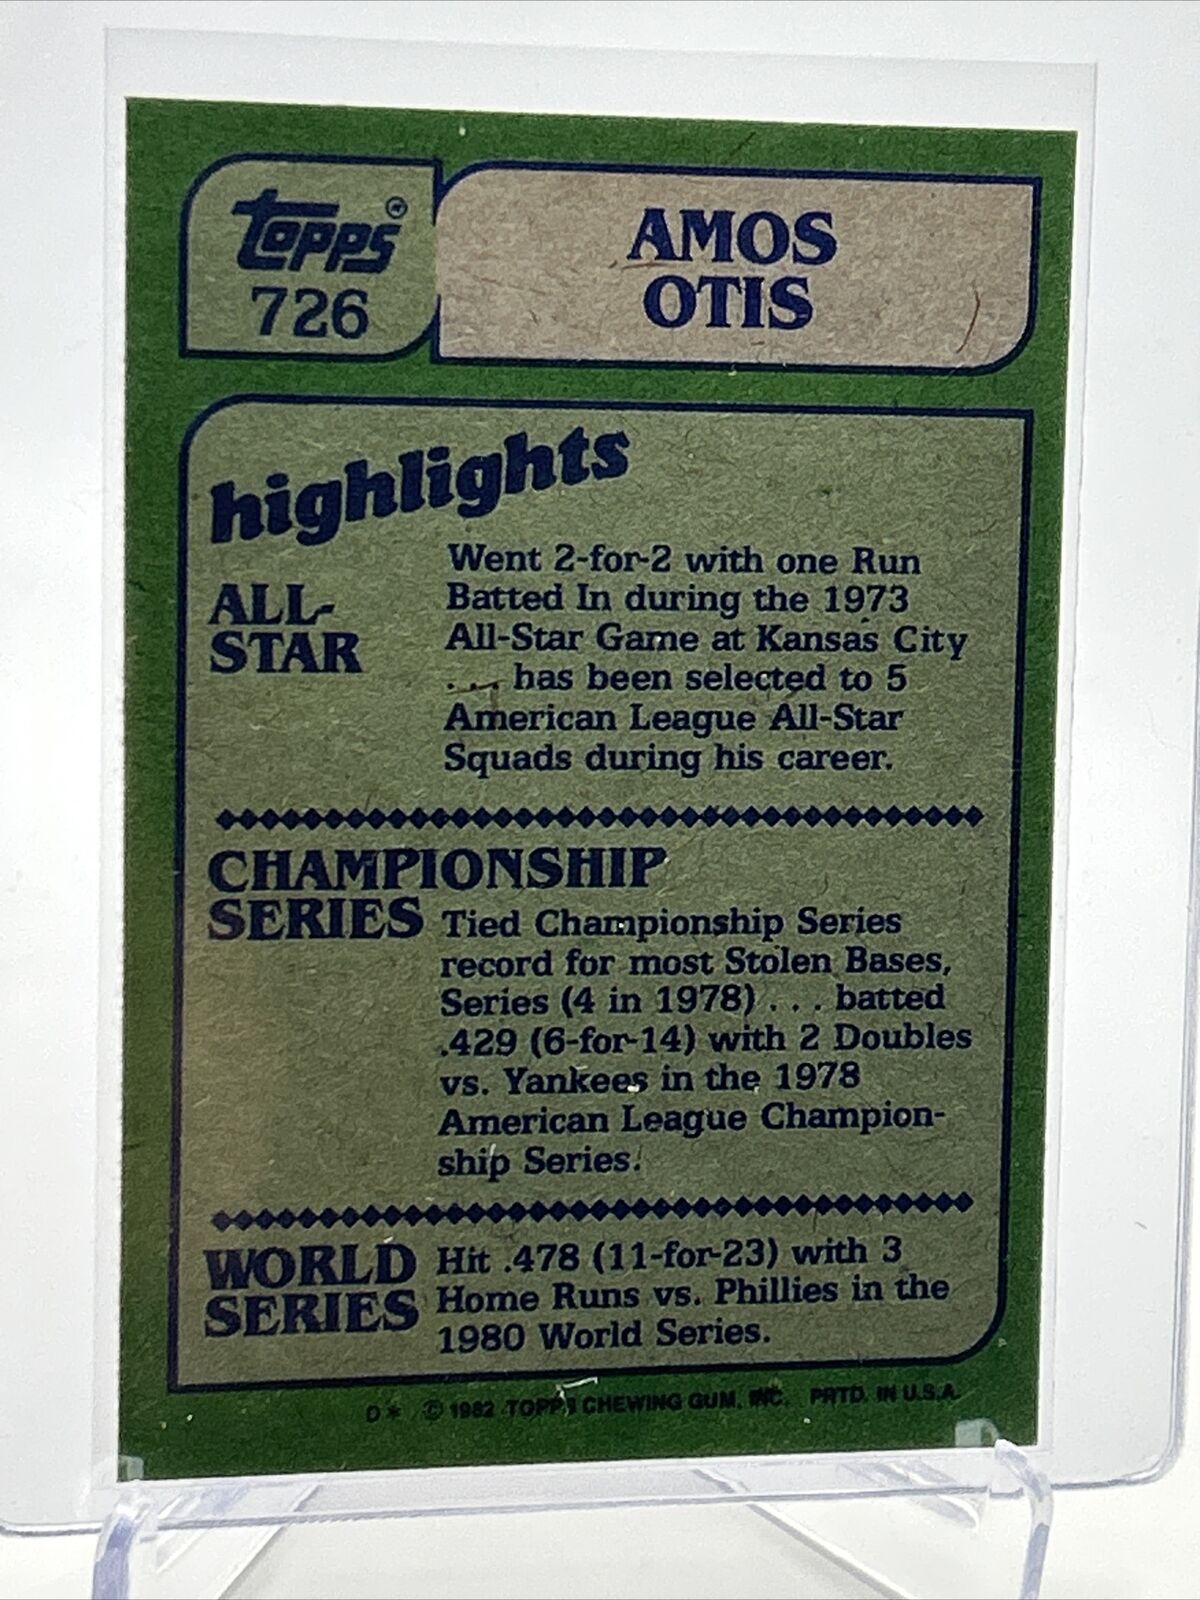 topps®
726
AMOS
OTIS
highlights
ALL-
STAR
Went 2-for-2 with one Run
Batted In during the 1973
All-Star Game at Kansas City
. . . has been selected to 5
American League All-Star
Squads during his career.
CHAMPIONSHIP
SERIES
Tied Championship Series
record for most Stolen Bases,
Series (4 in 1978) . . . batted
.429 (6-for-14) with 2 Doubles
vs. Yankees in the 1978
American League Champion-
ship Series.
WORLD
SERIES
Hit .478 (11-for-23) with 3
Home Runs vs. Phillies in the
1980 World Series.
D* © 1982 TOPPS CHEWING GUM, INC. PRTD. IN U.S.A.